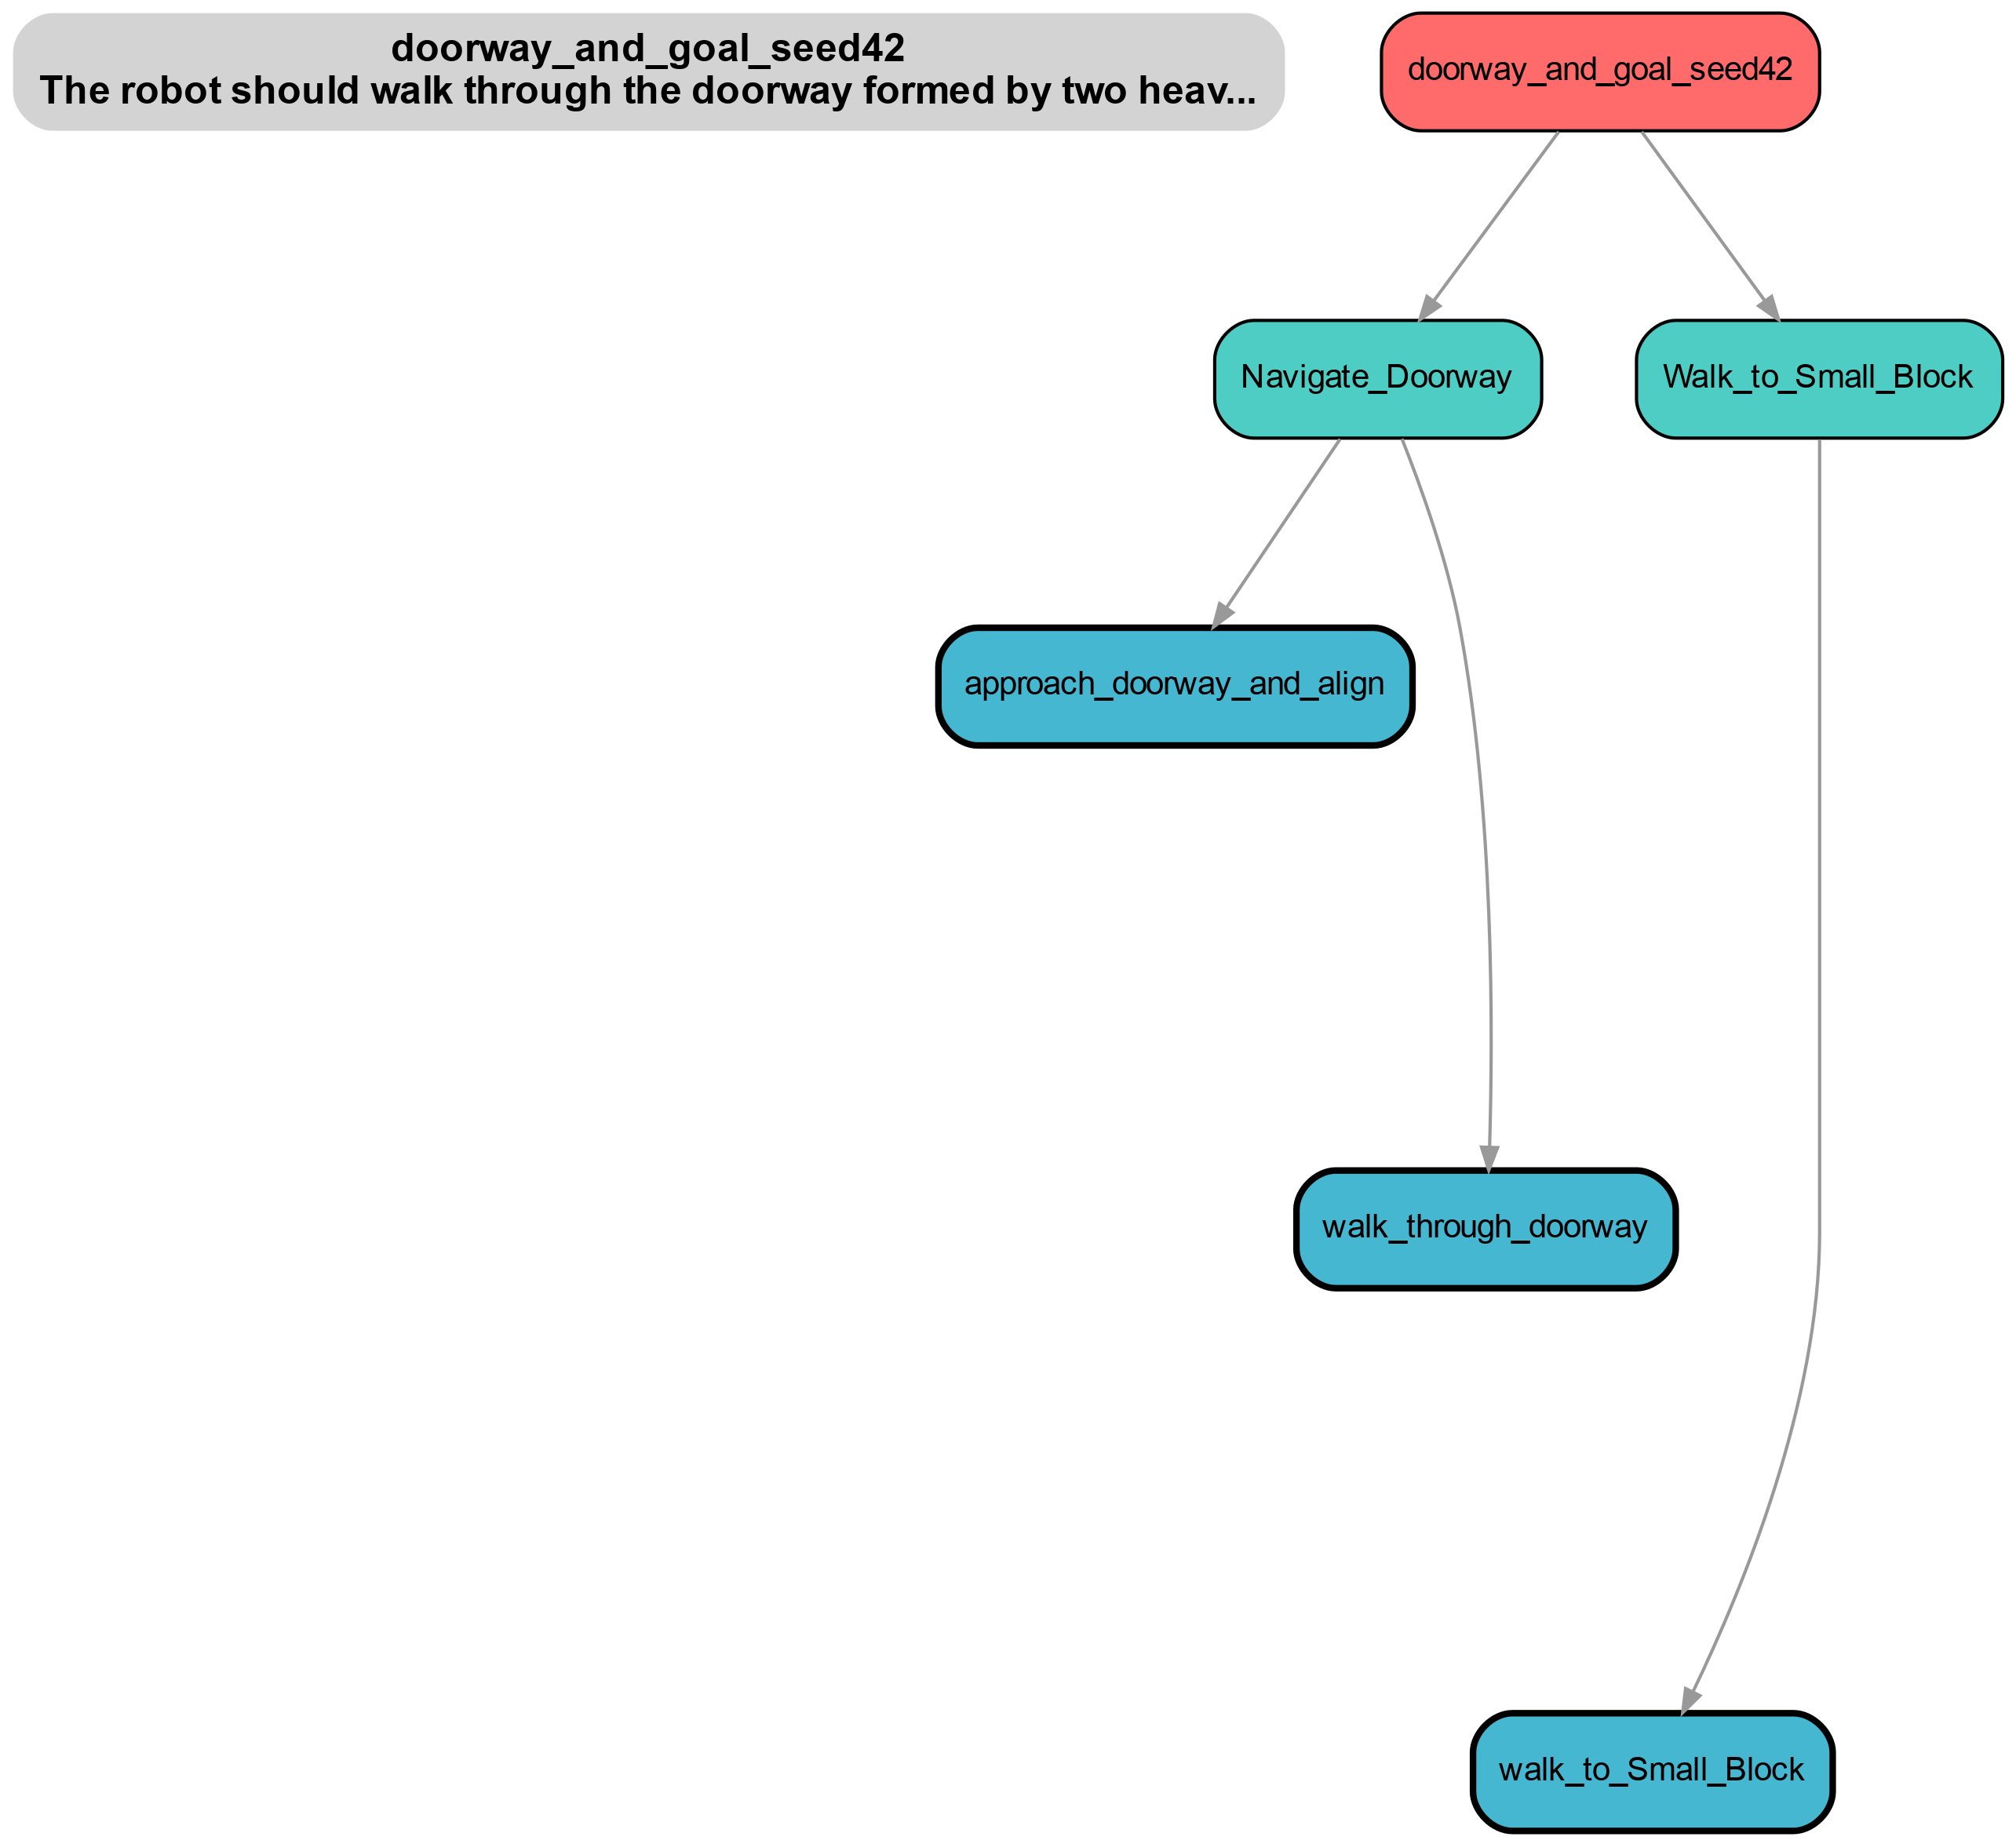 doorway_and_goal_seed42
The robot should walk through the doorway formed by two heav...
doorway_and_goal_seed42
Navigate_Doorway
Walk_to_Small_Block
approach_doorway_and_align
walk_through_doorway
walk_to_Small_Block